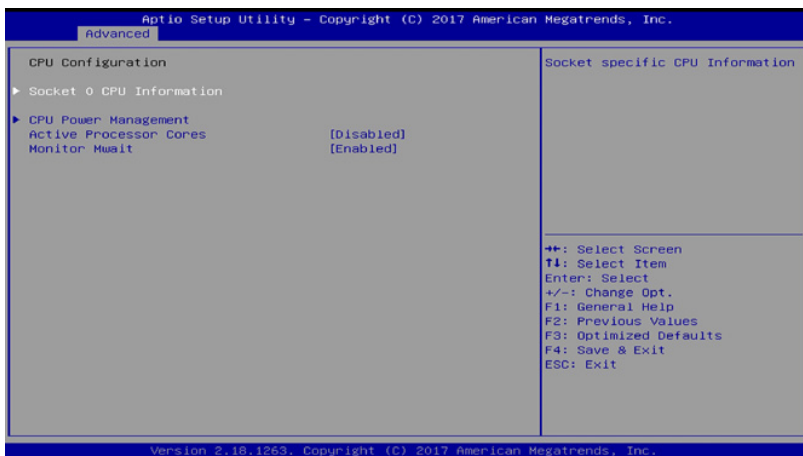 Aptio Setup Utility – Copyright (C) 2017 American Megatrends, Inc.
Advanced
CPU Configuration
Socket 0 CPU Information
CPU Power Management
Active Processor Cores [Disabled]
Monitor Mwait [Enabled]
Socket specific CPU Information
→←: Select Screen
↑↓: Select Item
Enter: Select
+/-: Change Opt.
F1: General Help
F2: Previous Values
F3: Optimized Defaults
F4: Save & Exit
ESC: Exit
Version 2.18.1263. Copyright (C) 2017 American Megatrends, Inc.